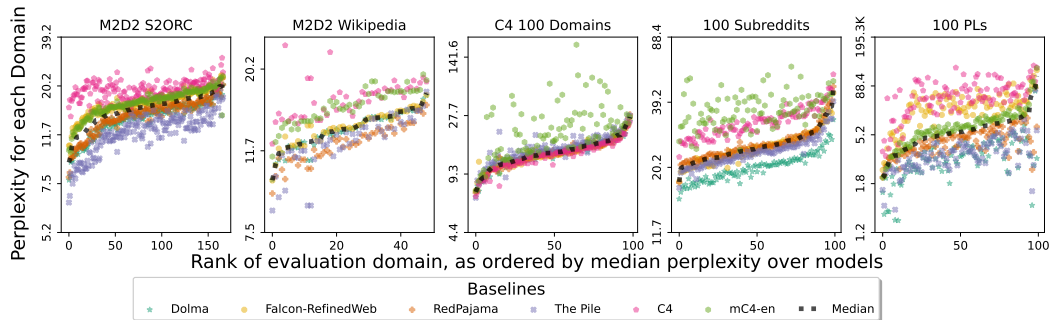 M2D2 S2ORC
M2D2 Wikipedia
C4 100 Domains
100 Subreddits
100 PLs
Perplexity for each Domain
39.2
20.2
11.7
7.5
5.2
20.2
11.7
7.5
141.6
27.7
9.3
4.4
88.4
39.2
20.2
11.7
195.3K
88.4
5.2
1.8
1.2
0 50 100 150
0 20 40
0 50 100
0 50 100
0 50 100
Rank of evaluation domain, as ordered by median perplexity over models
Baselines
Dolma Falcon-RefinedWeb RedPajama The Pile C4 mC4-en Median